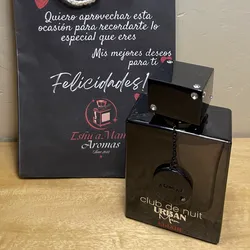 Quiero aprovechar esta
ocasión para recordarte lo
especial que eres
Mis mejores deseos
para ti
Felicidades!
Aromas
club de nuit
URBAN